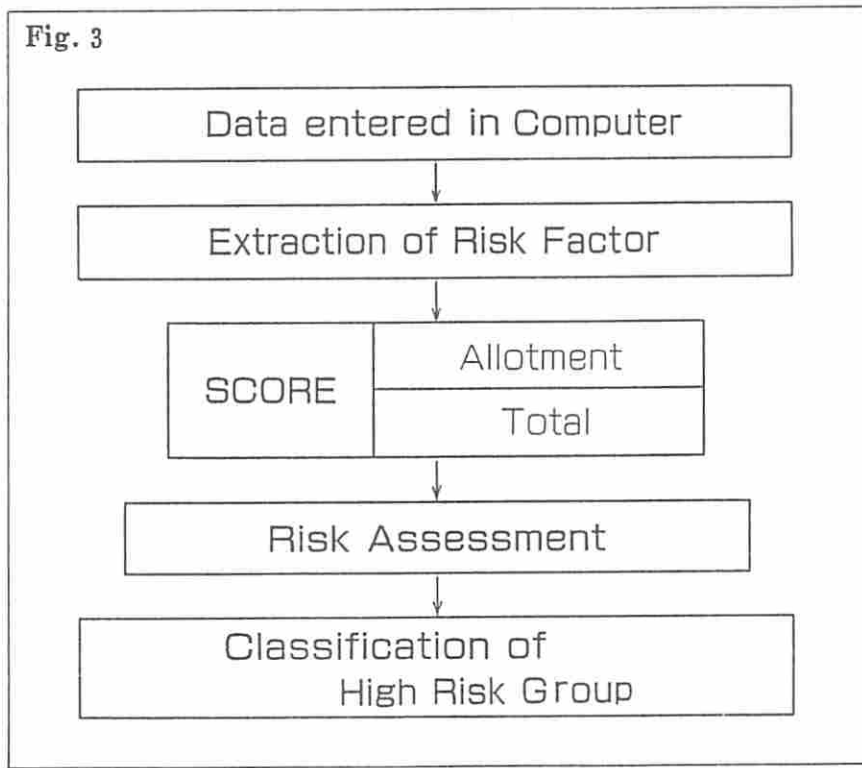 Fig. 3
Data entered in Computer
Extraction of Risk Factor
SCORE
Allotment
Total
Risk Assessment
Classification of
High Risk Group